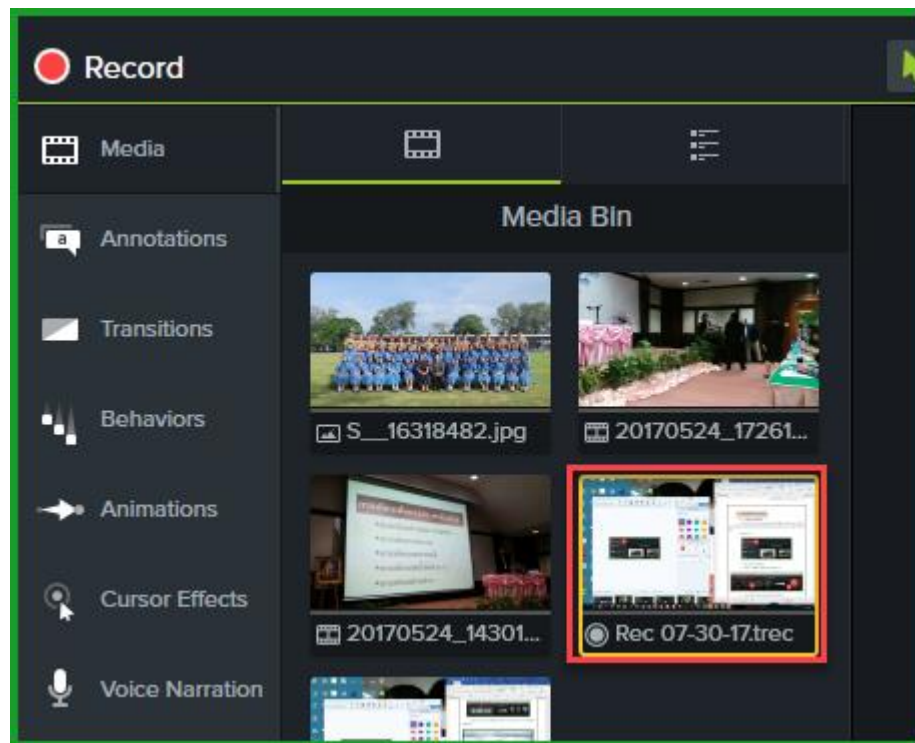 Record
Media
Media Bin
Annotations
Transitions
Behaviors
Animations
Cursor Effects
Voice Narration
S__16318482.jpg
20170524_17261...
20170524_14301...
Rec 07-30-17.trec